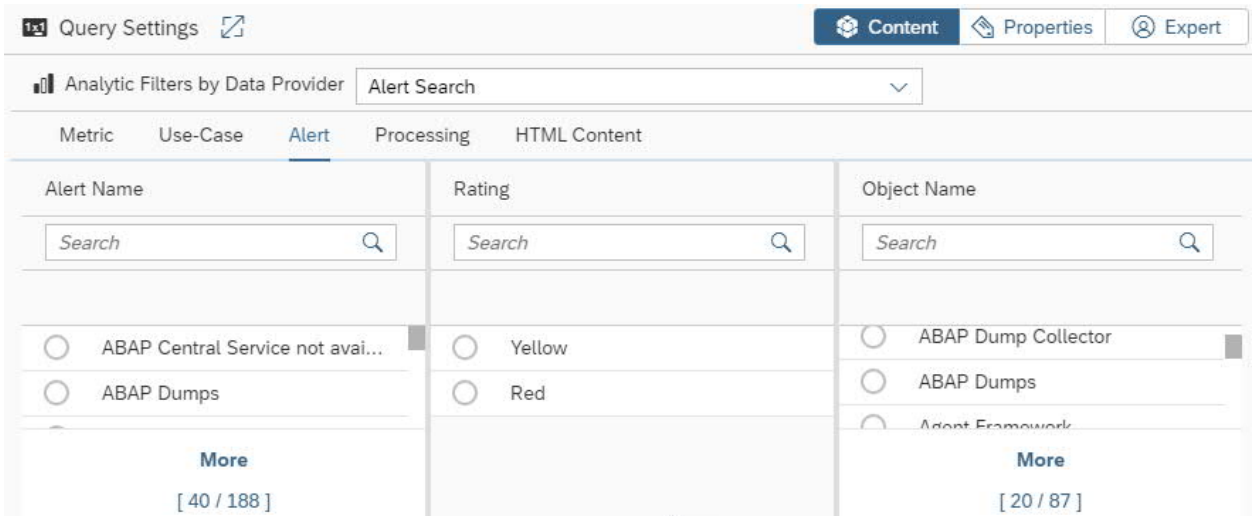 Query Settings
Content
Properties
Expert
Analytic Filters by Data Provider
Alert Search
Metric
Use-Case
Alert
Processing
HTML Content
Alert Name
Rating
Object Name
Search
Search
Search
ABAP Central Service not avai...
ABAP Dumps
Yellow
Red
ABAP Dump Collector
ABAP Dumps
Agent Framework
More
[ 40 / 188 ]
More
[ 20 / 87 ]